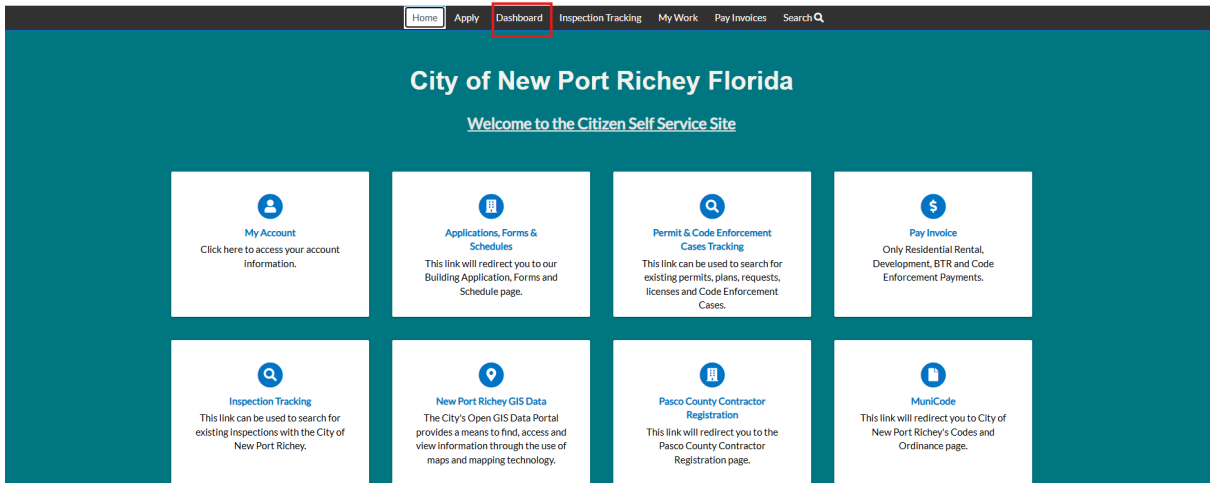 Home Apply Dashboard Inspection Tracking My Work Pay Invoices Search
City of New Port Richey Florida
Welcome to the Citizen Self Service Site
My Account
Click here to access your account
information.
Applications, Forms &
Schedules
This link will redirect you to our
Building Application, Forms and
Schedule page.
Permit & Code Enforcement
Cases Tracking
This link can be used to search for
existing permits, plans, requests,
licenses and Code Enforcement
Cases.
Pay Invoice
Only Residential Rental,
Development, BTR and Code
Enforcement Payments.
Inspection Tracking
This link can be used to search for
existing inspections with the City of
New Port Richey.
New Port Richey GIS Data
The City's Open GIS Data Portal
provides a means to find, access and
view information through the use of
maps and mapping technology.
Pasco County Contractor
Registration
This link will redirect you to the
Pasco County Contractor
Registration page.
MuniCode
This link will redirect you to City of
New Port Richey's Codes and
Ordinance page.